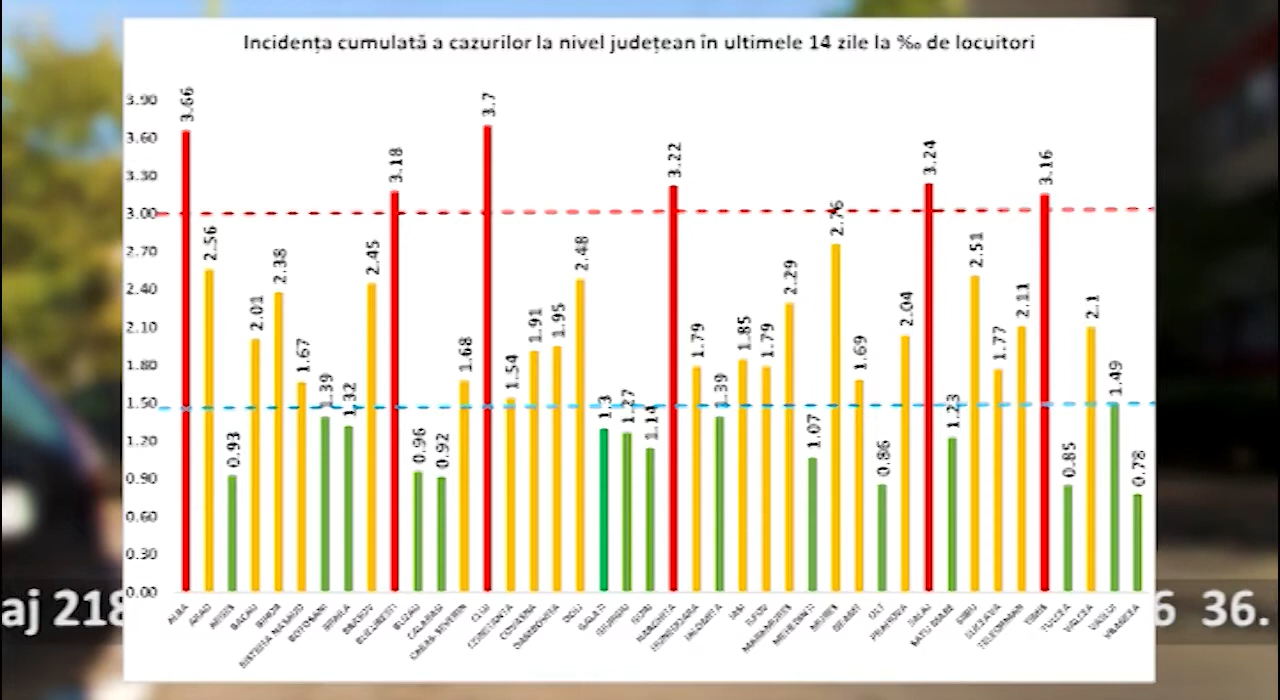 Incidența cumulată a cazurilor la nivel județean în ultimele 14 zile la ‰ de locuitori
3.90
3.60
3.30
3.00
2.70
2.40
2.10
1.80
1.50
1.20
0.90
0.60
0.30
0.00
3.66
2.56
0.93
2.01
2.38
1.67
1.39
1.32
2.45
3.18
0.96
0.92
1.68
3.7
1.54
1.91
1.95
2.48
1.3
1.27
1.14
3.22
1.79
1.39
1.85
1.79
2.29
1.07
2.76
1.69
0.86
2.04
3.24
1.23
2.51
1.77
2.11
3.16
0.85
2.1
1.49
0.78
ALBA
ARAD
ARGES
BACAU
BIHOR
BISTRITA NASAUD
BOTOSANI
BRAILA
BRASOV
BUCURESTI
BUZAU
CALARASI
CARAS SEVERIN
CLUJ
CONSTANTA
COVASNA
DAMBOVITA
DOLJ
GALATI
GIURGIU
GORJ
HARGHITA
HUNEDOARA
IALOMITA
IASI
ILFOV
MARAMURES
MEHEDINTI
MURES
NEAMT
OLT
PRAHOVA
SALAJ
SATU MARE
SIBIU
SUCEAVA
TELEORMAN
TIMIS
TULCEA
VALCEA
VASLUI
VRANCEA
aj 218
6 36.